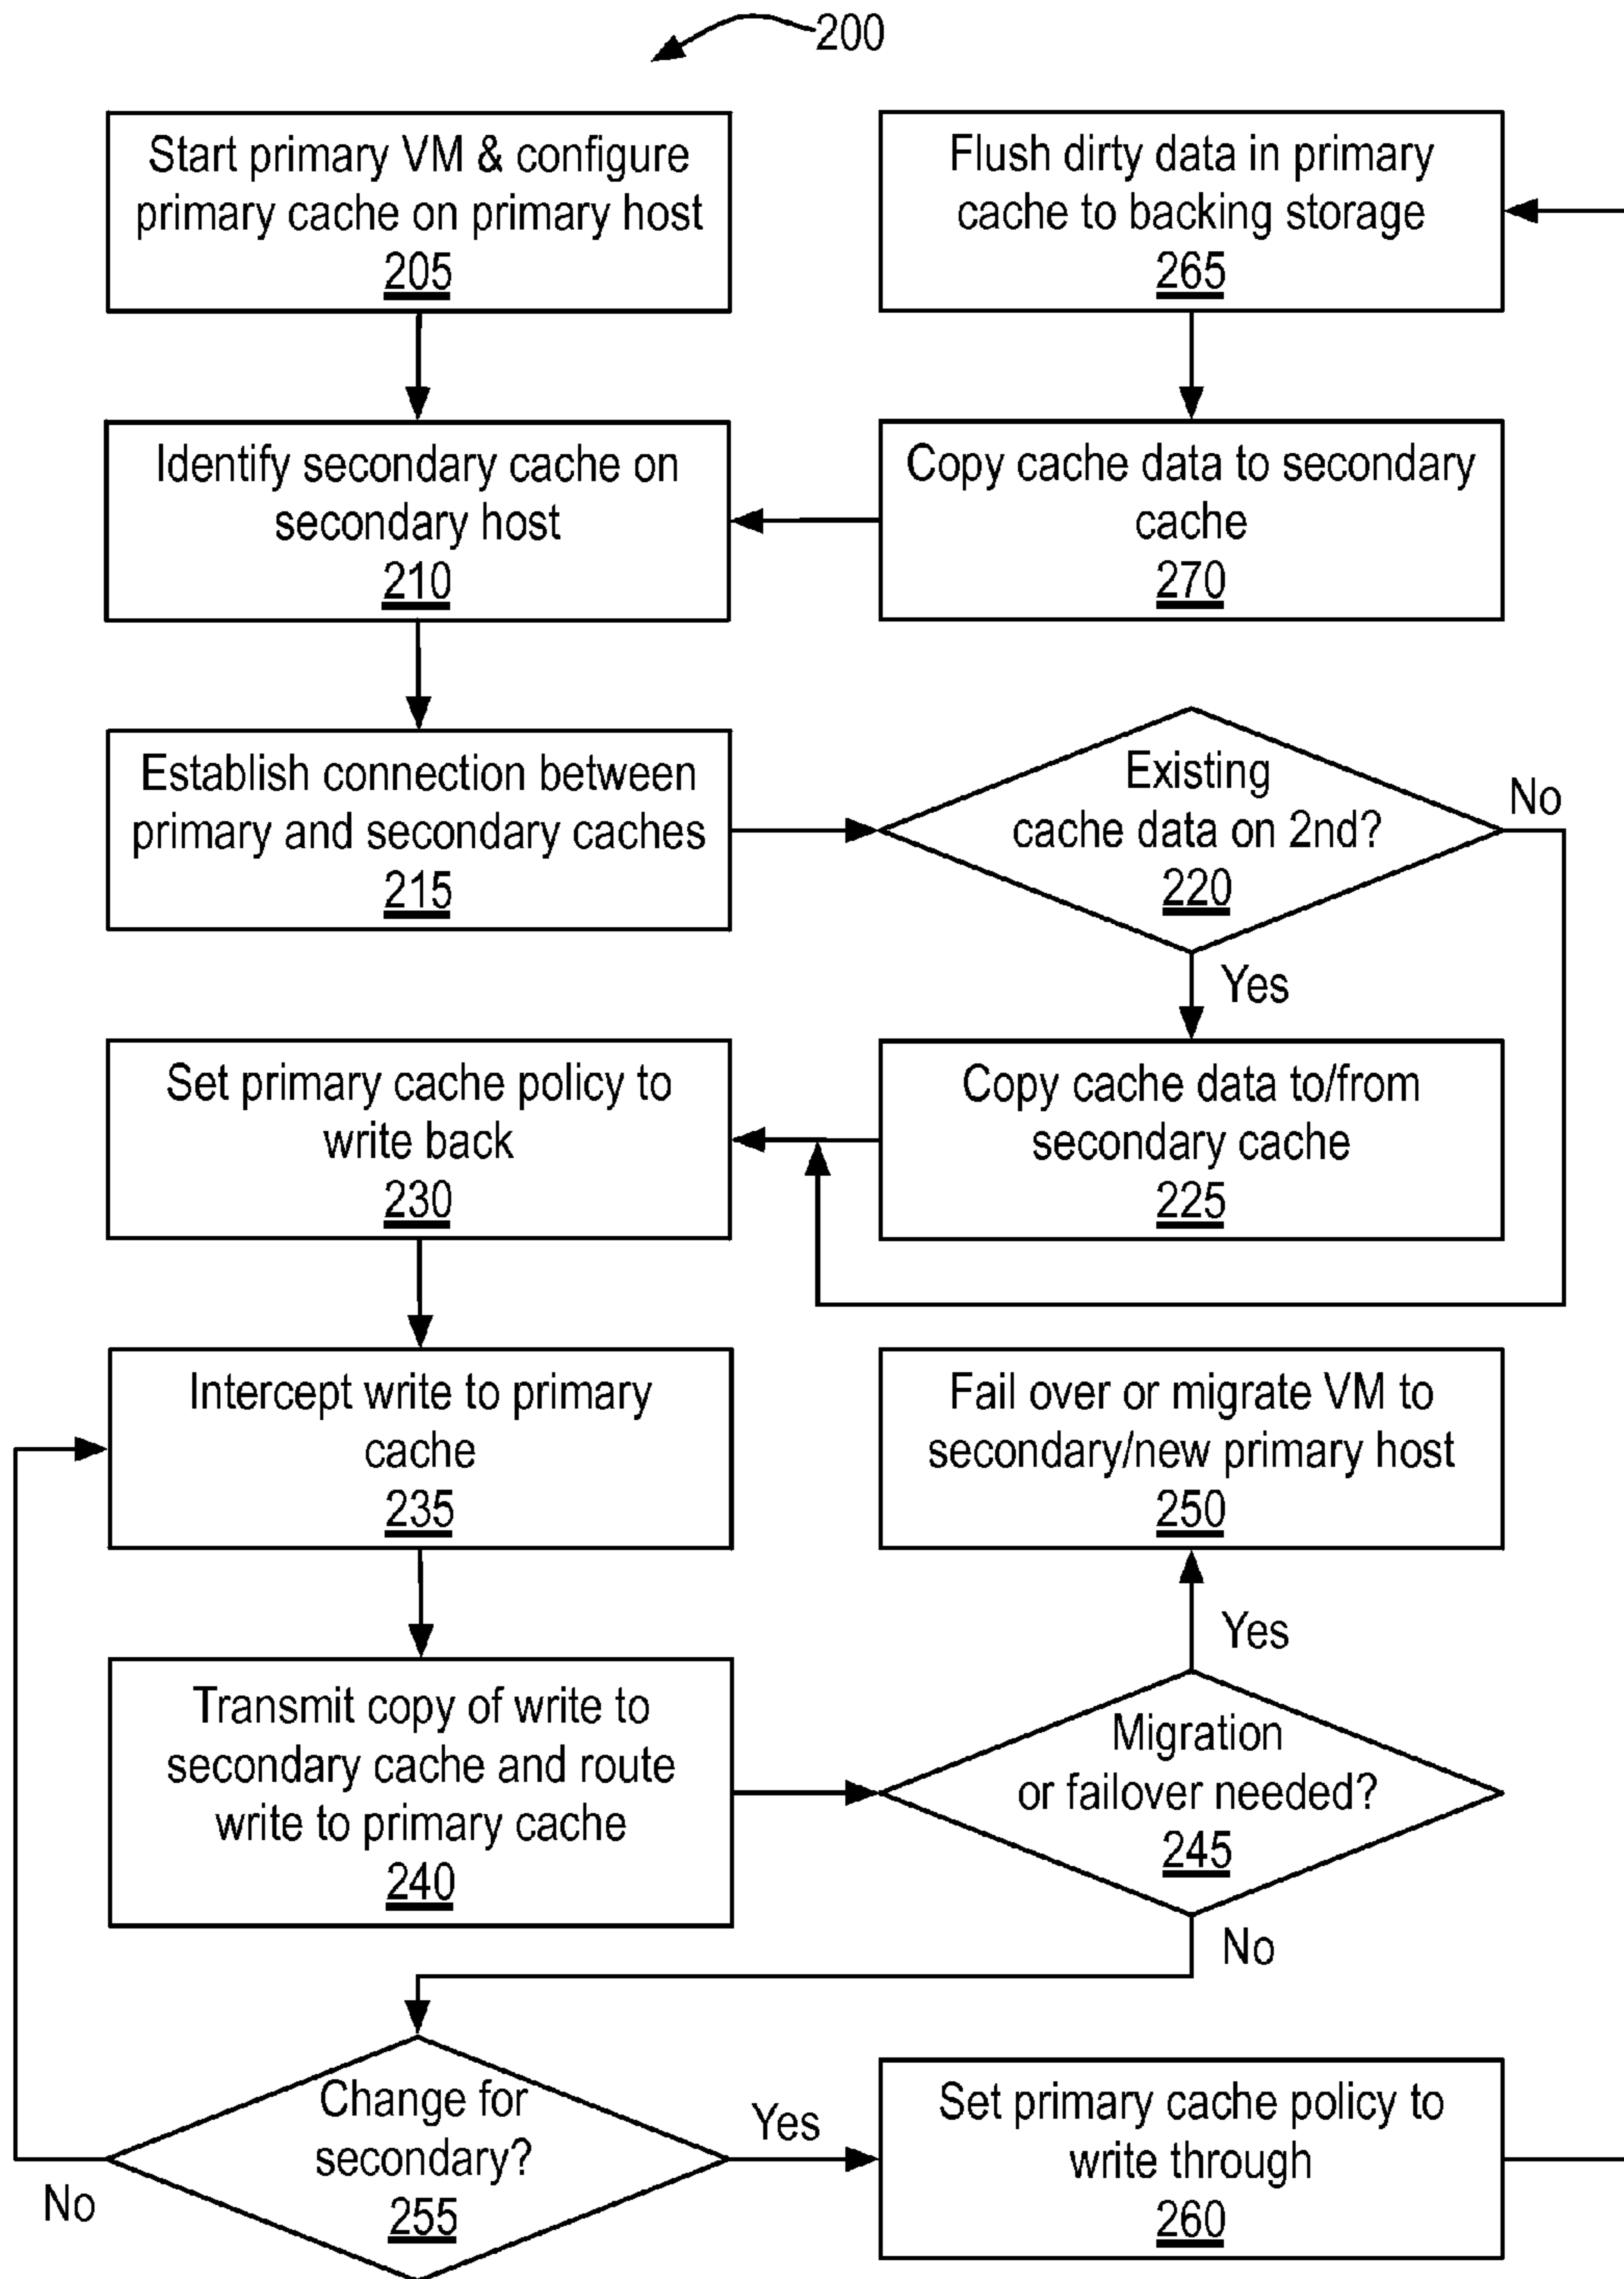 200
Start primary VM & configure
primary cache on primary host
205
Flush dirty data in primary
cache to backing storage
265
Identify secondary cache on
secondary host
210
Copy cache data to secondary
cache
270
Establish connection between
primary and secondary caches
215
Existing
cache data on 2nd?
220
No
Yes
Set primary cache policy to
write back
230
Copy cache data to/from
secondary cache
225
Intercept write to primary
cache
235
Fail over or migrate VM to
secondary/new primary host
250
Yes
Transmit copy of write to
secondary cache and route
write to primary cache
240
Migration
or failover needed?
245
No
Change for
secondary?
255
Yes
No
Set primary cache policy to
write through
260